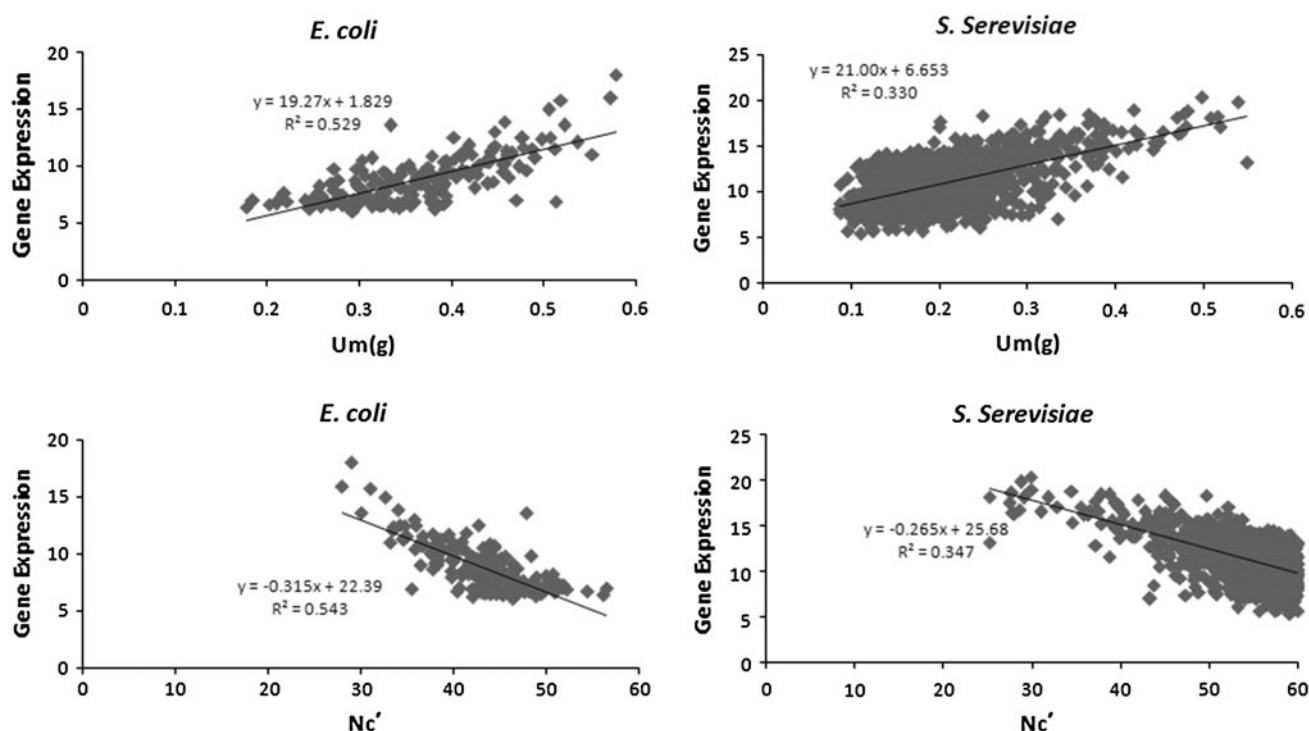 E. coli
20
15
10
5
0
Gene Expression
y = 19.27x + 1.829
R² = 0.529
0 0.1 0.2 0.3 0.4 0.5 0.6
Um(g)
S. Serevisiae
25
20
15
10
5
0
Gene Expression
y = 21.00x + 6.653
R² = 0.330
0 0.1 0.2 0.3 0.4 0.5 0.6
Um(g)
E. coli
20
15
10
5
0
Gene Expression
y = -0.315x + 22.39
R² = 0.543
0 10 20 30 40 50 60
Nc′
S. Serevisiae
25
20
15
10
5
0
Gene Expression
y = -0.265x + 25.68
R² = 0.347
0 10 20 30 40 50 60
Nc′